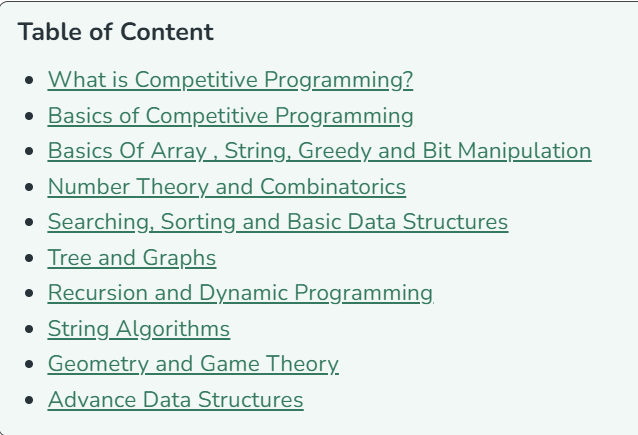 Table of Content
What is Competitive Programming?
Basics of Competitive Programming
Basics Of Array , String, Greedy and Bit Manipulation
Number Theory and Combinatorics
Searching, Sorting and Basic Data Structures
Tree and Graphs
Recursion and Dynamic Programming
String Algorithms
Geometry and Game Theory
Advance Data Structures